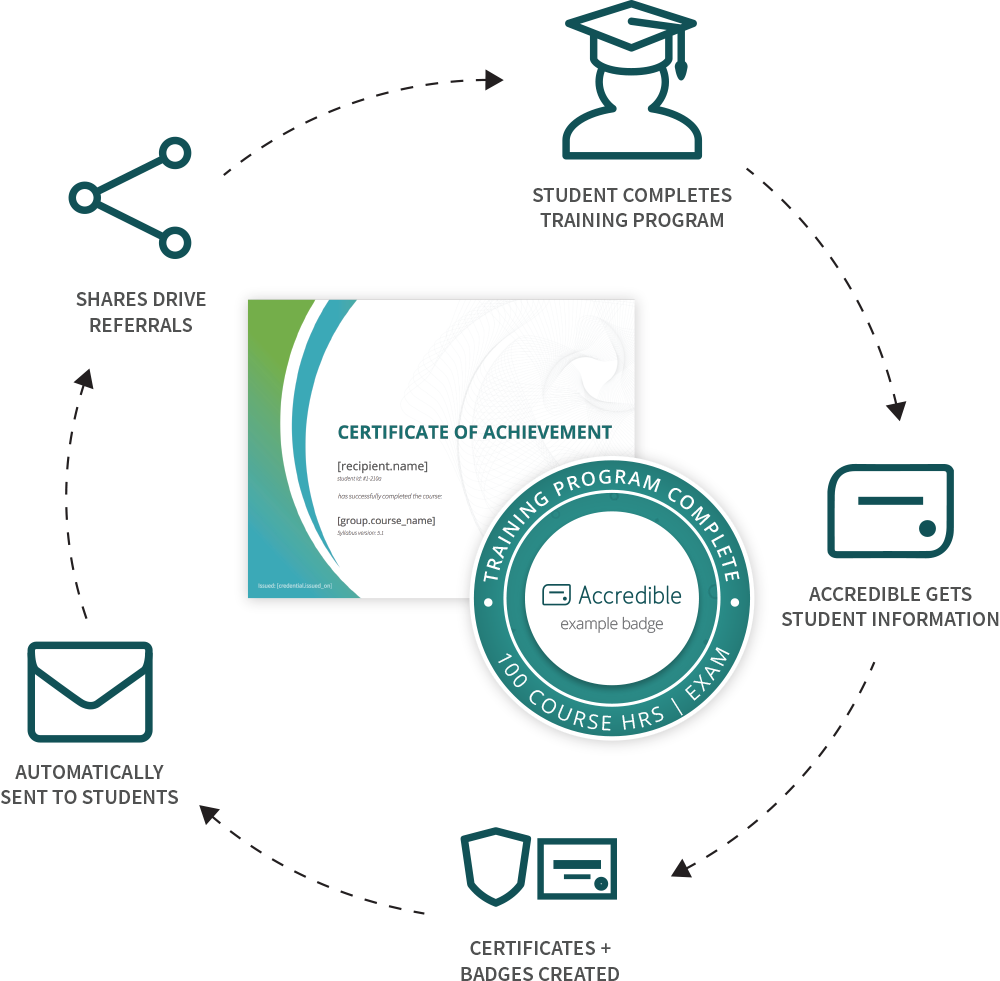 STUDENT COMPLETES
TRAINING PROGRAM
SHARES DRIVE
REFERRALS
CERTIFICATE OF ACHIEVEMENT
[recipient.name]
student id: #1-210a
has successfully completed the course:
[group.course_name]
Syllabus version: 5.1
Issued: [credential.issued_on]
TRAINING PROGRAM COMPLETE
Accredible
example badge
100 COURSE HRS | EXAM
ACCREDIBLE GETS
STUDENT INFORMATION
AUTOMATICALLY
SENT TO STUDENTS
CERTIFICATES +
BADGES CREATED